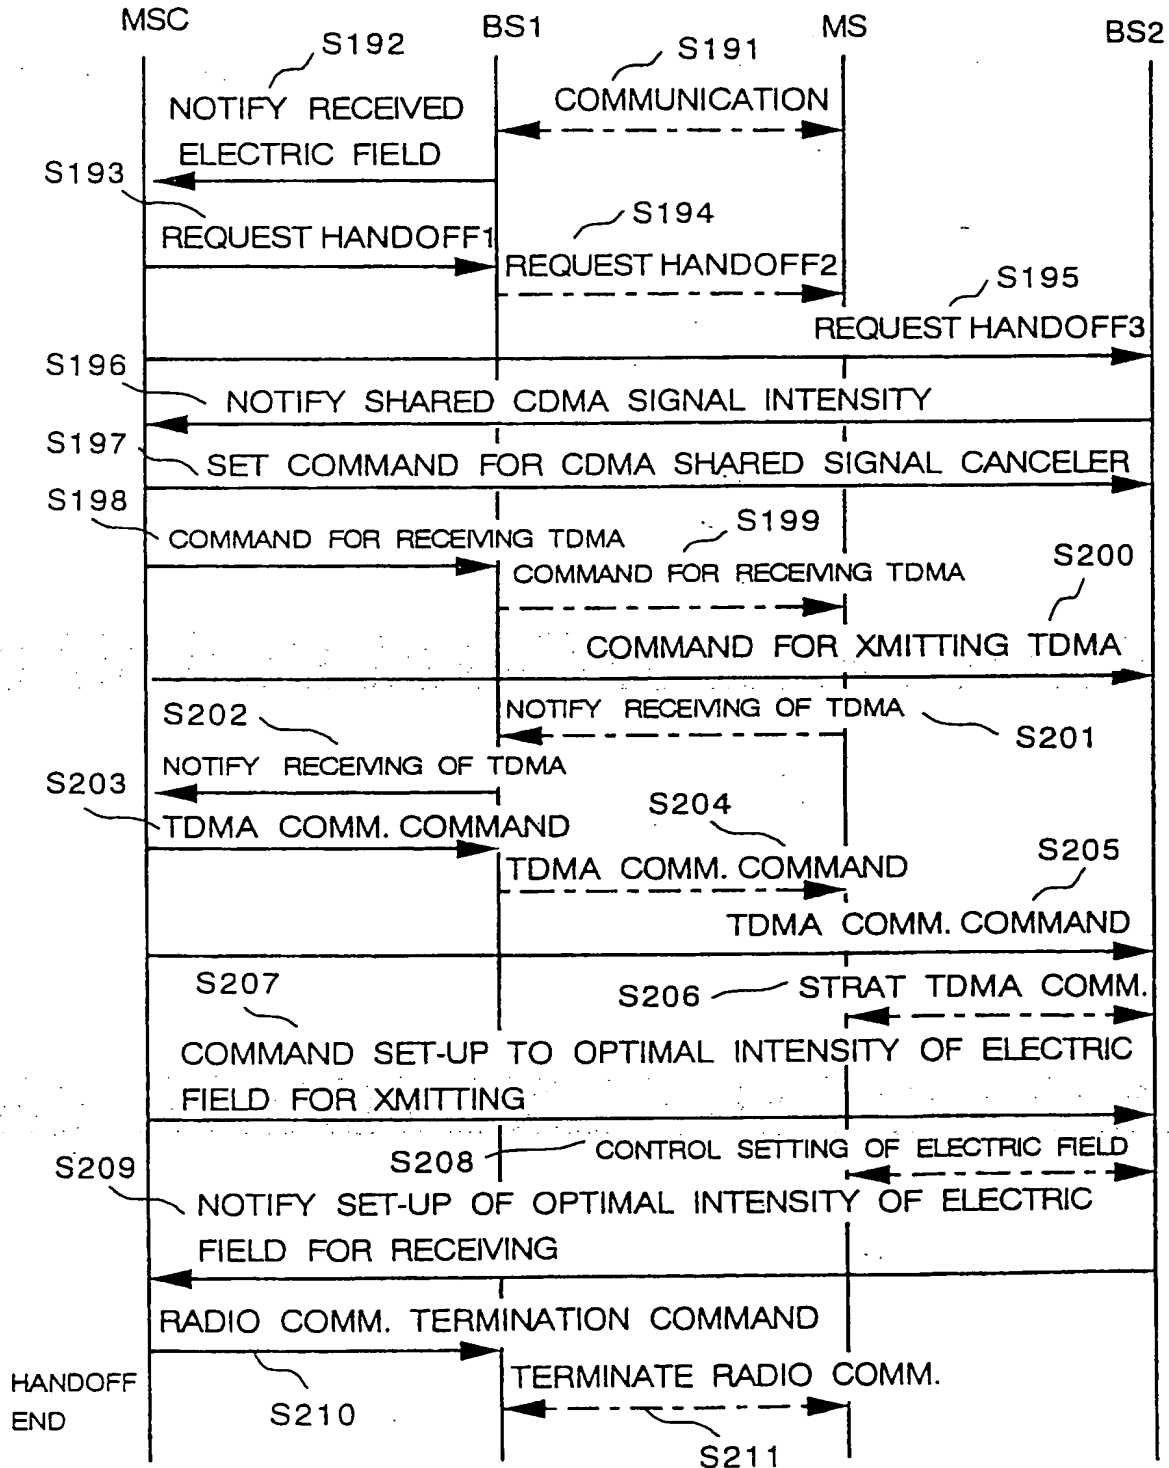 MSC
BS1
MS
BS2
S192
S191
NOTIFY RECEIVED
ELECTRIC FIELD
COMMUNICATION
S193
REQUEST HANDOFF1
S194
REQUEST HANDOFF2
S195
REQUEST HANDOFF3
S196
NOTIFY SHARED CDMA SIGNAL INTENSITY
S197
SET COMMAND FOR CDMA SHARED SIGNAL CANCELER
S198
COMMAND FOR RECEIVING TDMA
S199
COMMAND FOR RECEIVING TDMA
S200
COMMAND FOR XMITTING TDMA
NOTIFY RECEIVING OF TDMA
S201
S202
NOTIFY RECEIVING OF TDMA
S203
TDMA COMM. COMMAND
S204
TDMA COMM. COMMAND
S205
TDMA COMM. COMMAND
S206
STRAT TDMA COMM.
S207
COMMAND SET-UP TO OPTIMAL INTENSITY OF ELECTRIC
FIELD FOR XMITTING
S208
CONTROL SETTING OF ELECTRIC FIELD
S209
NOTIFY SET-UP OF OPTIMAL INTENSITY OF ELECTRIC
FIELD FOR RECEIVING
RADIO COMM. TERMINATION COMMAND
S210
TERMINATE RADIO COMM.
S211
HANDOFF
END